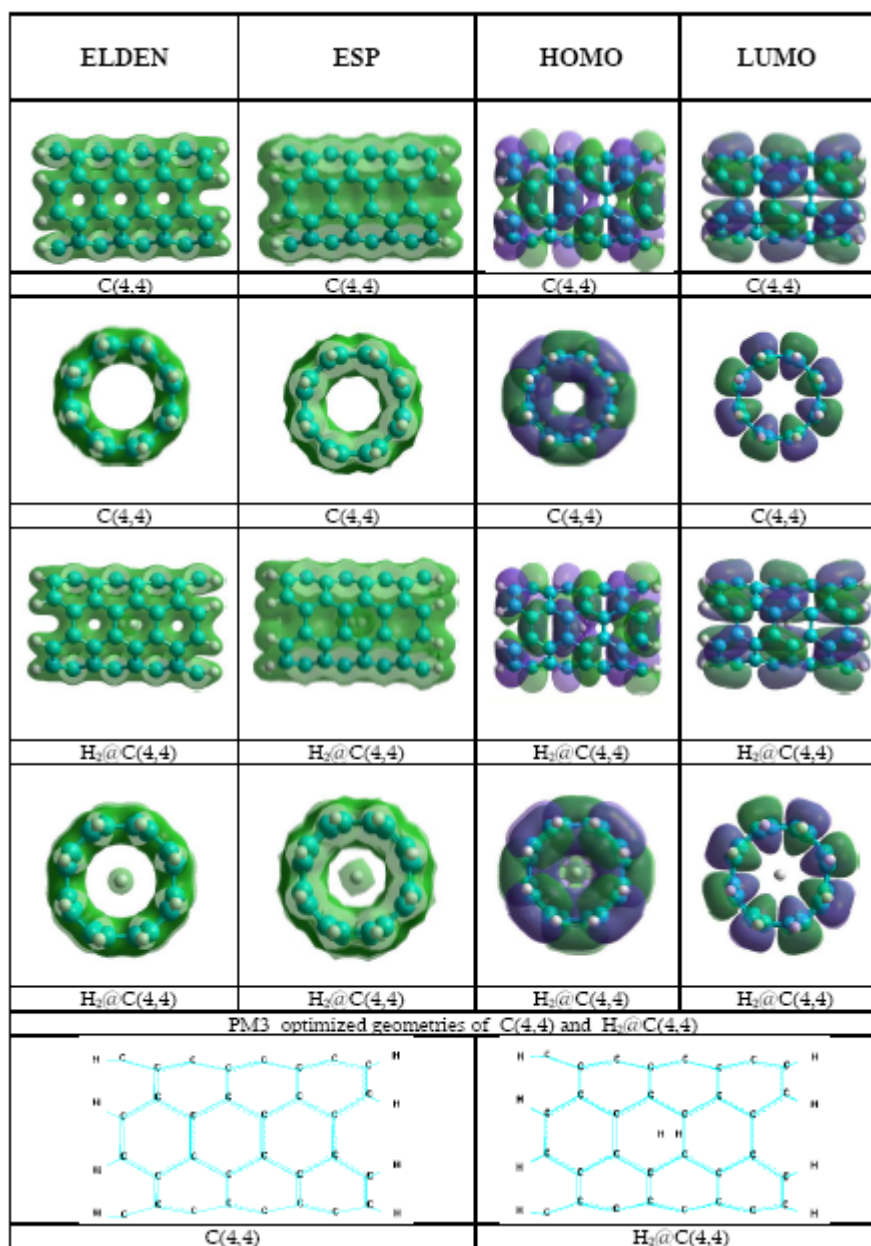 ELDEN ESP HOMO LUMO
C(4,4) C(4,4) C(4,4) C(4,4)
C(4,4) C(4,4) C(4,4) C(4,4)
H₂@C(4,4) H₂@C(4,4) H₂@C(4,4) H₂@C(4,4)
H₂@C(4,4) H₂@C(4,4) H₂@C(4,4) H₂@C(4,4)
PM3 optimized geometries of C(4,4) and H₂@C(4,4)
C(4,4) H₂@C(4,4)